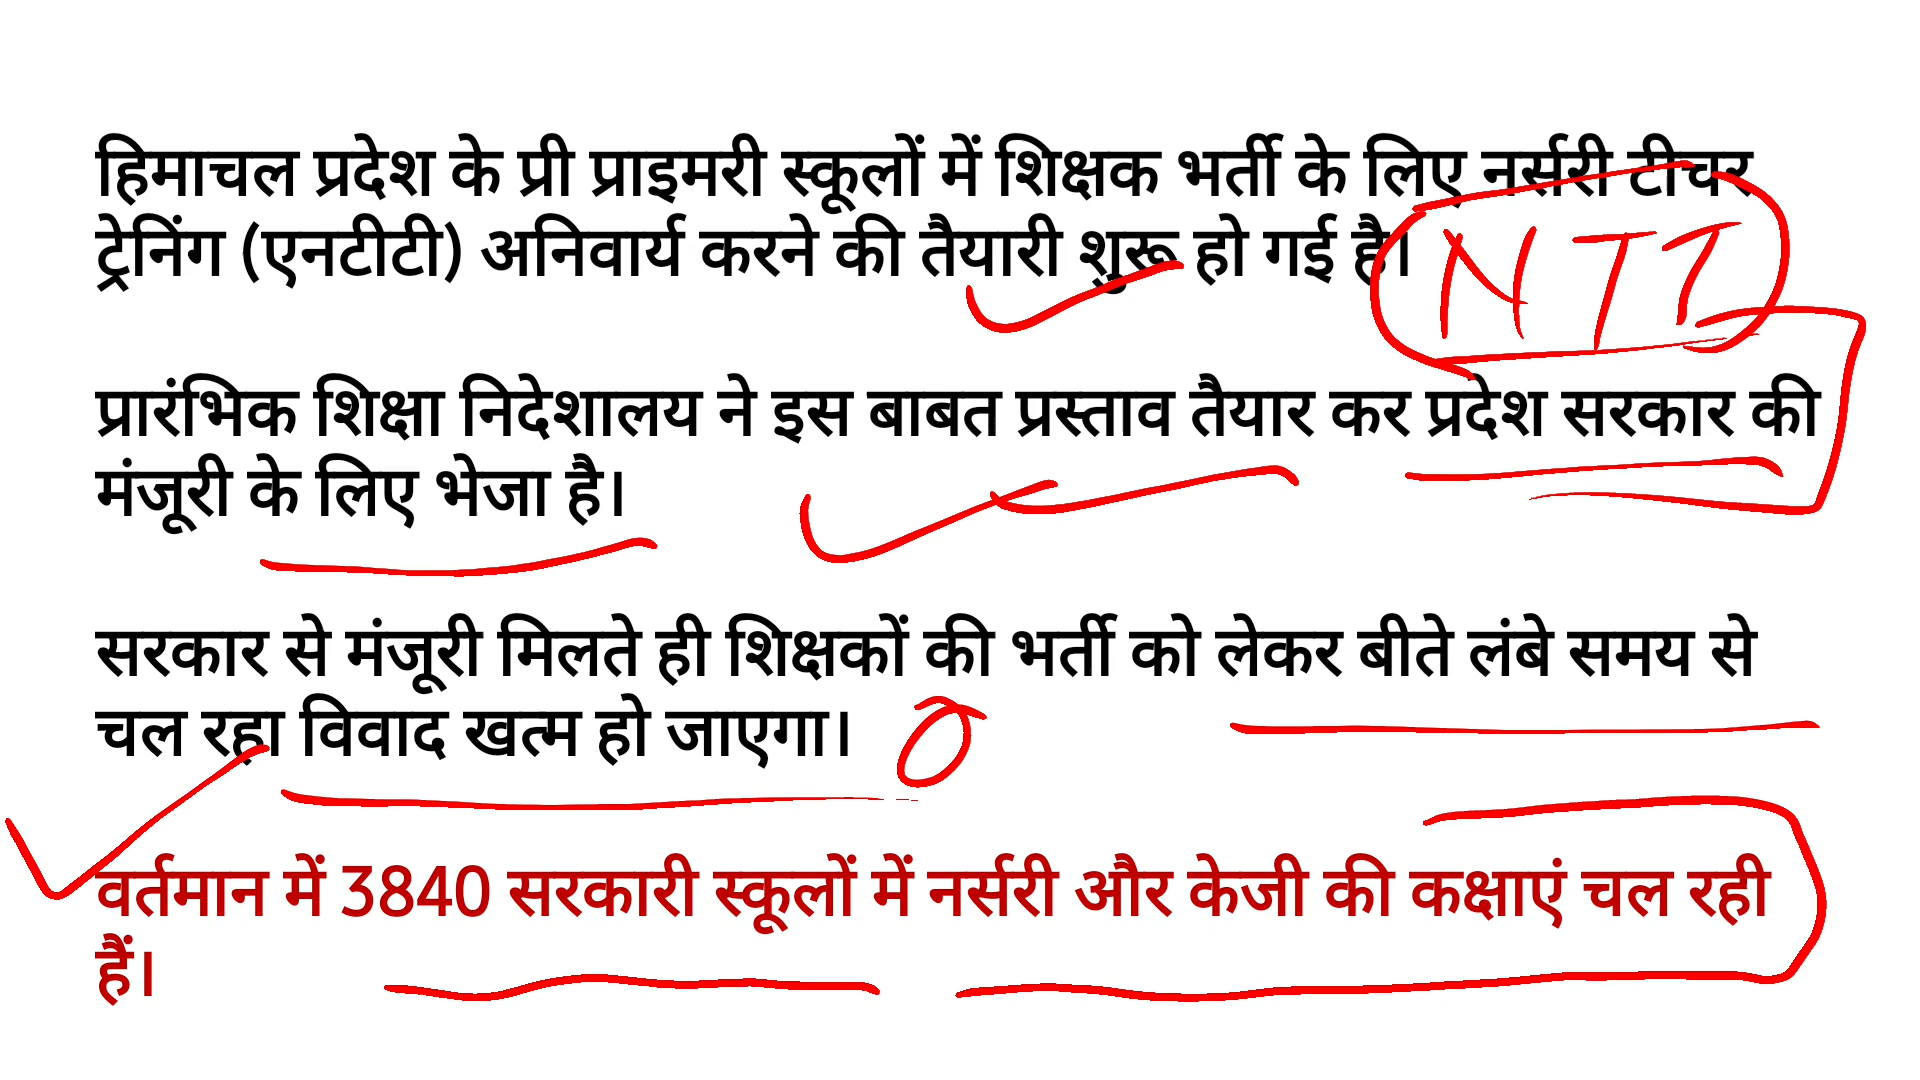 हिमाचल प्रदेश के प्री प्राइमरी स्कूलों में शिक्षक भर्ती के लिए नर्सरी टीचर
ट्रेनिंग (एनटीटी) अनिवार्य करने की तैयारी शुरू हो गई है।
NTT
प्रारंभिक शिक्षा निदेशालय ने इस बाबत प्रस्ताव तैयार कर प्रदेश सरकार की
मंजूरी के लिए भेजा है।
सरकार से मंजूरी मिलते ही शिक्षकों की भर्ती को लेकर बीते लंबे समय से
चल रहा विवाद खत्म हो जाएगा।
वर्तमान में 3840 सरकारी स्कूलों में नर्सरी और केजी की कक्षाएं चल रही
हैं।